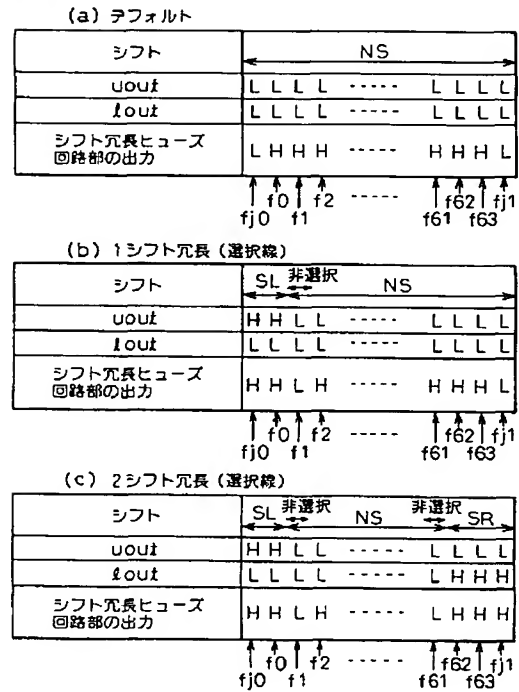 (a) デフォルト
シフト NS
uout L L L L ----- L L L L
lout L L L L ----- L L L L
シフト冗長ヒューズ
回路部の出力 L H H H ----- H H H L
fj0 f0 f1 f2 ----- f61 f62 f63 fj1
(b) 1シフト冗長(選択線)
シフト SL 非選択 NS
uout H H L L ----- L L L L
lout L L L L ----- L L L L
シフト冗長ヒューズ
回路部の出力 H H L H ----- H H H L
fj0 f0 f1 f2 ----- f61 f62 f63 fj1
(c) 2シフト冗長(選択線)
シフト SL 非選択 NS 非選択 SR
uout H H L L ----- L L L L
lout L L L L ----- L H H H
シフト冗長ヒューズ
回路部の出力 H H L H ----- L H H H
fj0 f0 f1 f2 ----- f61 f62 f63 fj1